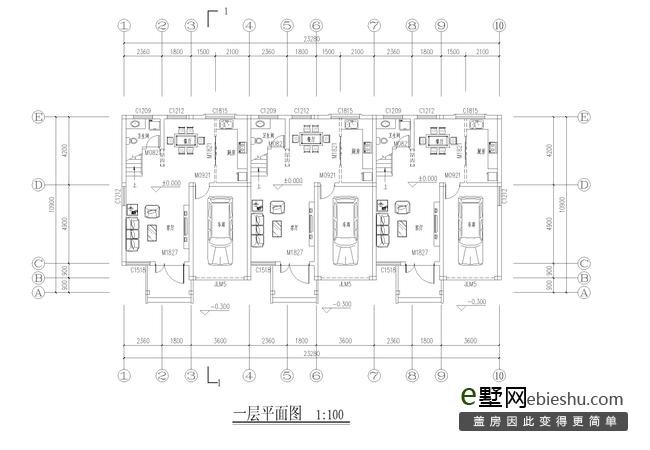 1
① ② ③ ④ ⑤ ⑥ ⑦ ⑧ ⑨ ⑩
23280
2360 1800 1500 2100 2360 1800 1500 2100 2360 1800 1500 2100
C1209 C1212 C1815 C1209 C1212 C1815 C1209 C1212 C1815
Ⓔ Ⓔ
卫生间 餐厅 厨房 卫生间 餐厅 厨房 卫生间 餐厅 厨房
M1821 M1821 M1821
4200 4200
M0921 M0921 M0921
上 ±0.000 上 ±0.000 上 ±0.000
Ⓓ Ⓓ
C1212 C1212
10900 10900
4900 4900
客厅 车库 客厅 车库 客厅 车库
M1827 M1827 M1827
Ⓒ Ⓒ
C1518 C1518 C1518
900 900
Ⓑ Ⓑ
JLM5 JLM5 JLM5
900 900
Ⓐ Ⓐ
-0.300 -0.300 -0.300
2360 1800 3600 2360 1800 3600 2360 1800 3600
23280
① ② ③ ④ ⑤ ⑥ ⑦ ⑧ ⑨ ⑩
1
一层平面图 1:100
e墅网ebieshu.com
盖房因此变得更简单